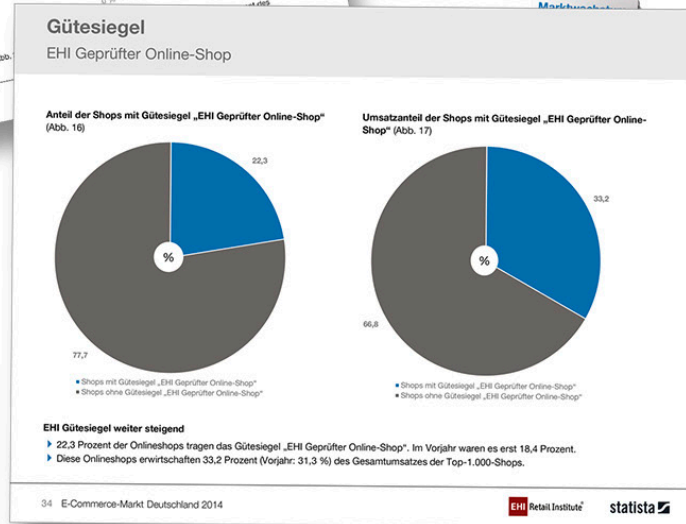 st des
Marktwachstum
Gütesiegel
EHI Geprüfter Online-Shop
Anteil der Shops mit Gütesiegel „EHI Geprüfter Online-Shop“
(Abb. 16)
22,3
%
77,7
Shops mit Gütesiegel „EHI Geprüfter Online-Shop“
Shops ohne Gütesiegel „EHI Geprüfter Online-Shop“
Umsatzanteil der Shops mit Gütesiegel „EHI Geprüfter Online-
Shop“ (Abb. 17)
33,2
%
66,8
Shops mit Gütesiegel „EHI Geprüfter Online-Shop“
Shops ohne Gütesiegel „EHI Geprüfter Online-Shop“
EHI Gütesiegel weiter steigend
22,3 Prozent der Onlineshops tragen das Gütesiegel „EHI Geprüfter Online-Shop“. Im Vorjahr waren es erst 18,4 Prozent.
Diese Onlineshops erwirtschaften 33,2 Prozent (Vorjahr: 31,3 %) des Gesamtumsatzes der Top-1.000-Shops.
34 E-Commerce-Markt Deutschland 2014
EHI Retail Institute®
statista